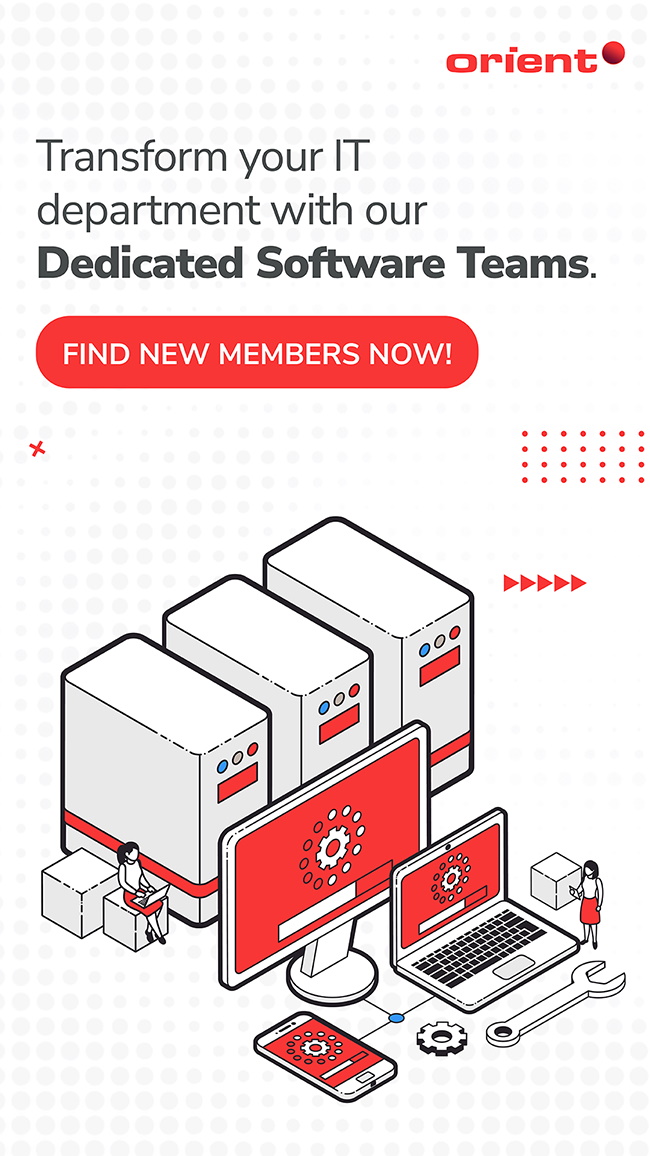 orient
Transform your IT
department with our
Dedicated Software Teams.
FIND NEW MEMBERS NOW!